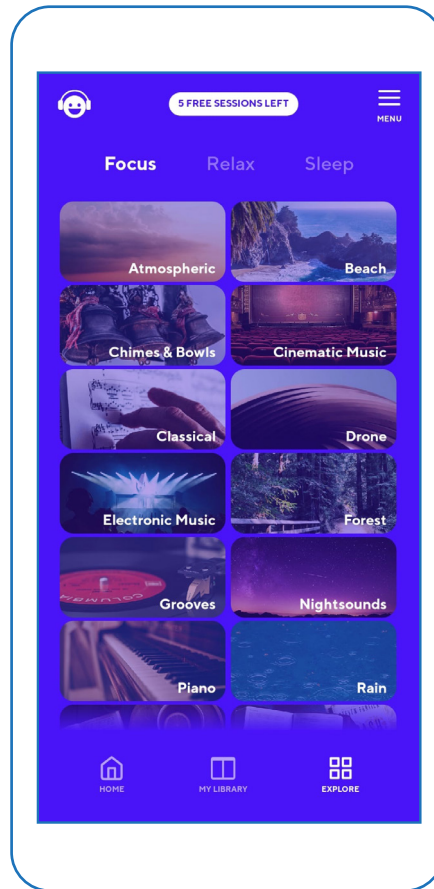 5 FREE SESSIONS LEFT
MENU
Focus Relax Sleep
Atmospheric Beach
Chimes & Bowls Cinematic Music
Classical Drone
Electronic Music Forest
COLUMBIA
Grooves Nightsounds
Piano Rain
HOME MY LIBRARY EXPLORE